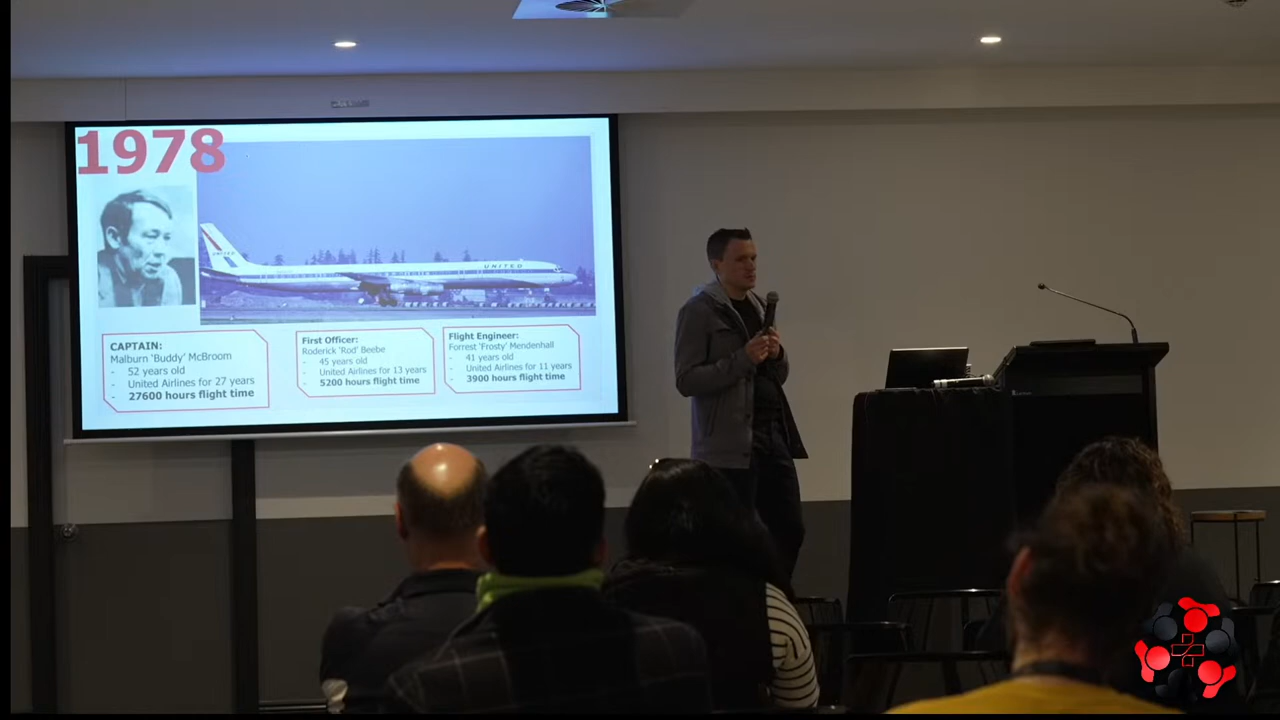 1978
UNITED
UNITED
CAPTAIN:
Malburn ‘Buddy’ McBroom
- 52 years old
- United Airlines for 27 years
- 27600 hours flight time
First Officer:
Roderick ‘Rod’ Beebe
- 45 years old
- United Airlines for 13 years
- 5200 hours flight time
Flight Engineer:
Forrest ‘Frosty’ Mendenhall
- 41 years old
- United Airlines for 11 years
- 3900 hours flight time